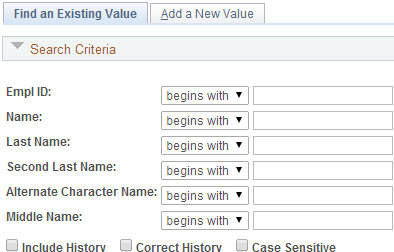 Find an Existing Value Add a New Value
Search Criteria
Empl ID: begins with
Name: begins with
Last Name: begins with
Second Last Name: begins with
Alternate Character Name: begins with
Middle Name: begins with
Include History Correct History Case Sensitive